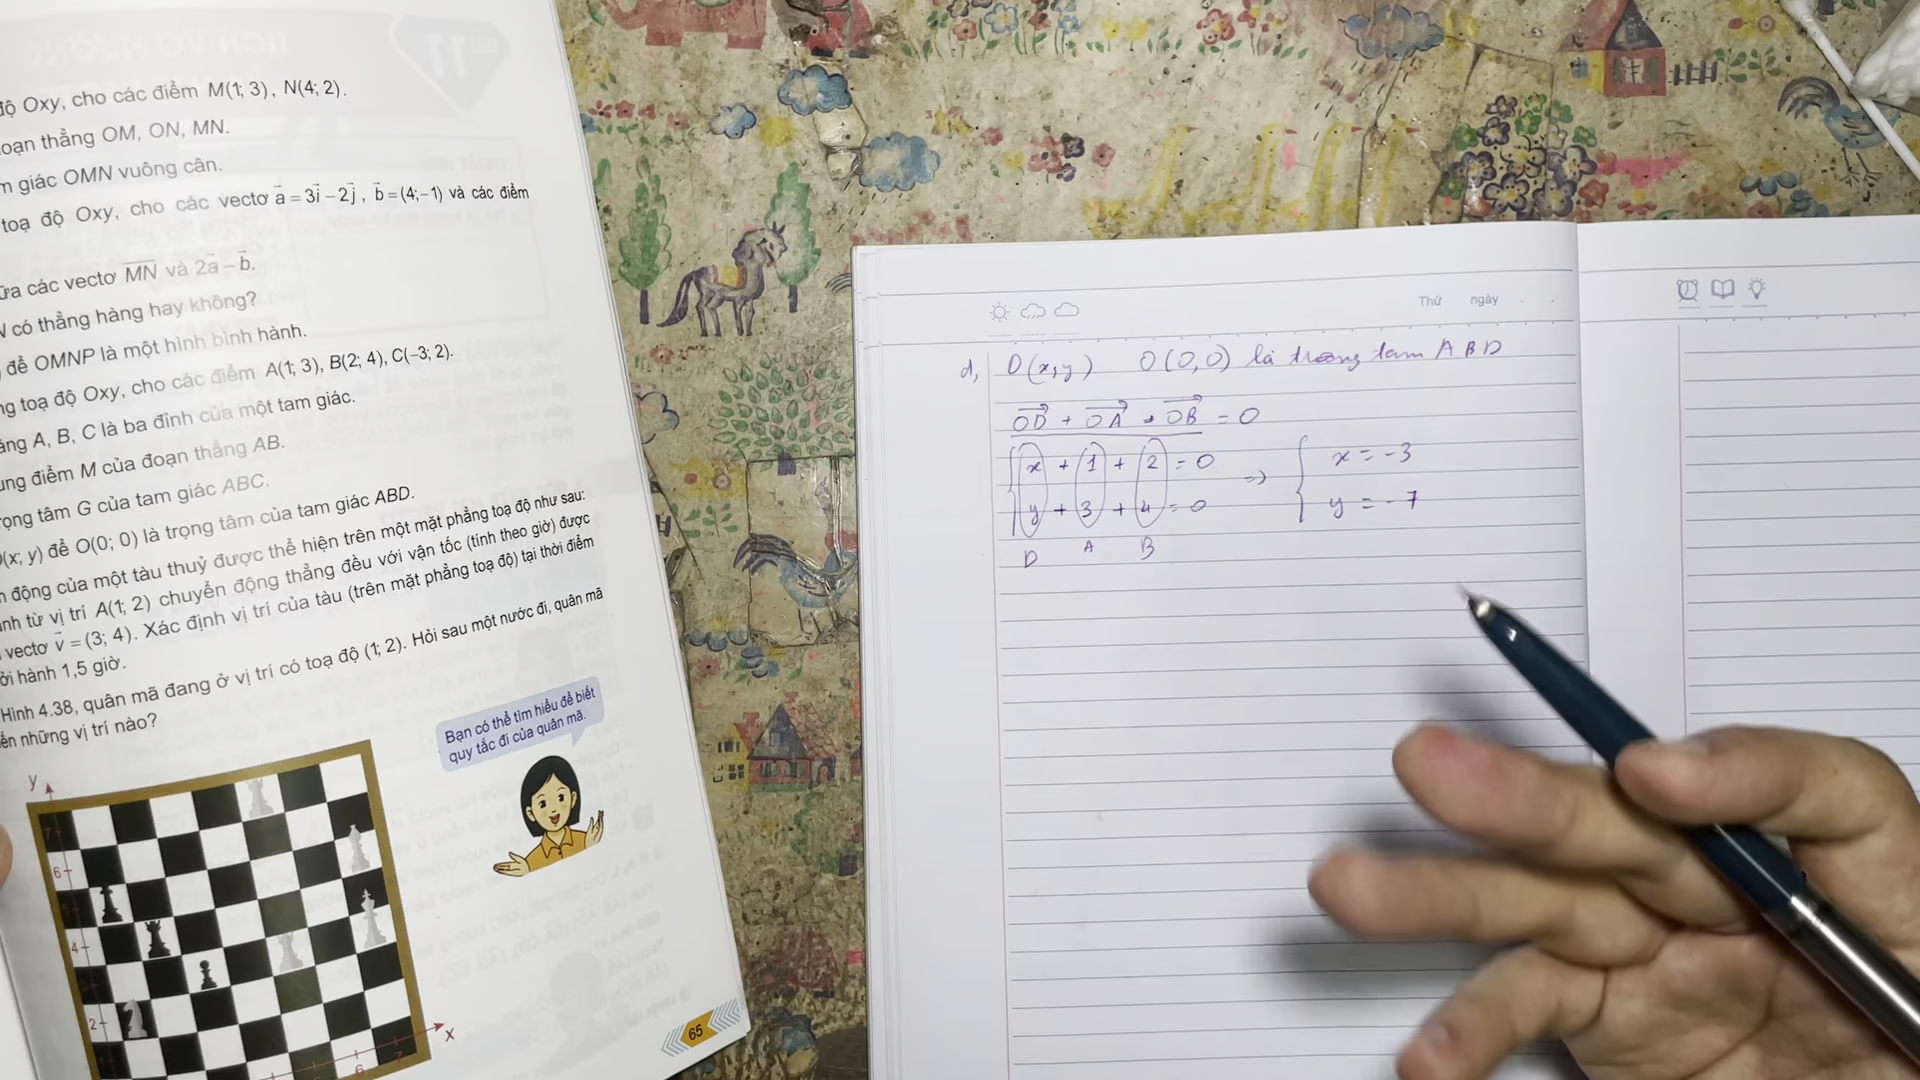 độ Oxy, cho các điểm M(1; 3), N(4; 2).
đoạn thẳng OM, ON, MN.
giác OMN vuông cân.
toạ độ Oxy, cho các vectơ a⃗ = 3i⃗ − 2j⃗, b⃗ = (4; −1) và các điểm
các vectơ MN⃗ và 2a⃗ − b⃗.
có thẳng hàng hay không?
để OMNP là một hình bình hành.
toạ độ Oxy, cho các điểm A(1; 3), B(2; 4), C(−3; 2).
A, B, C là ba đỉnh của một tam giác.
điểm M của đoạn thẳng AB.
trọng tâm G của tam giác ABC.
(x; y) để O(0; 0) là trọng tâm của tam giác ABD.
động của một tàu thuỷ được thể hiện trên một mặt phẳng toạ độ như sau:
từ vị trí A(1; 2) chuyển động thẳng đều với vận tốc (tính theo giờ) được
vectơ v⃗ = (3; 4). Xác định vị trí của tàu (trên mặt phẳng toạ độ) tại thời điểm
hành 1,5 giờ.
Hình 4.38, quân mã đang ở vị trí có toạ độ (1; 2). Hỏi sau một nước đi, quân mã
những vị trí nào?
Bạn có thể tìm hiểu để biết
quy tắc đi của quân mã.
y
7
6
4
2
6
7
x
65
Thứ ngày
d, D(x,y) O(0,0) là trọng tâm ABD
OD⃗ + OA⃗ + OB⃗ = 0
x + 1 + 2 = 0 => x = -3
y + 3 + 4 = 0 y = -7
D A B